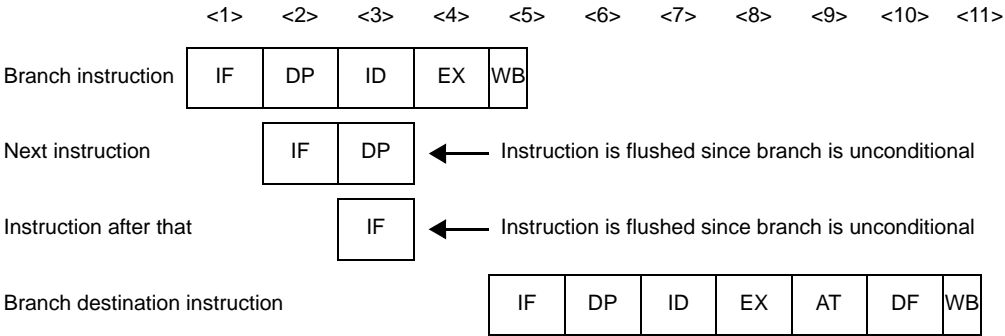 <1> <2> <3> <4> <5> <6> <7> <8> <9> <10> <11>
Branch instruction IF DP ID EX WB
Next instruction IF DP Instruction is flushed since branch is unconditional
Instruction after that IF Instruction is flushed since branch is unconditional
Branch destination instruction IF DP ID EX AT DF WB